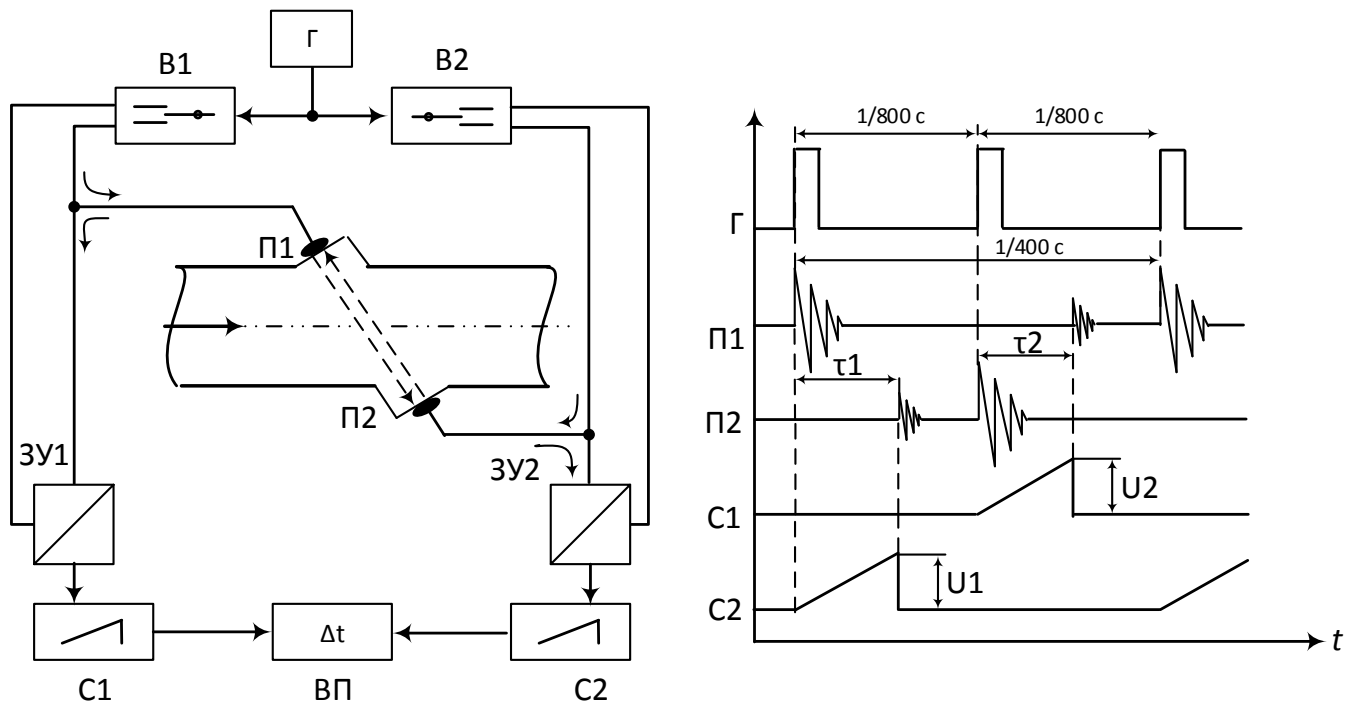 Г
В1
В2
П1
П2
ЗУ1
ЗУ2
Δt
С1
ВП
С2
1/800 с
1/800 с
Г
1/400 с
П1
τ1
τ2
П2
С1
U2
С2
U1
t